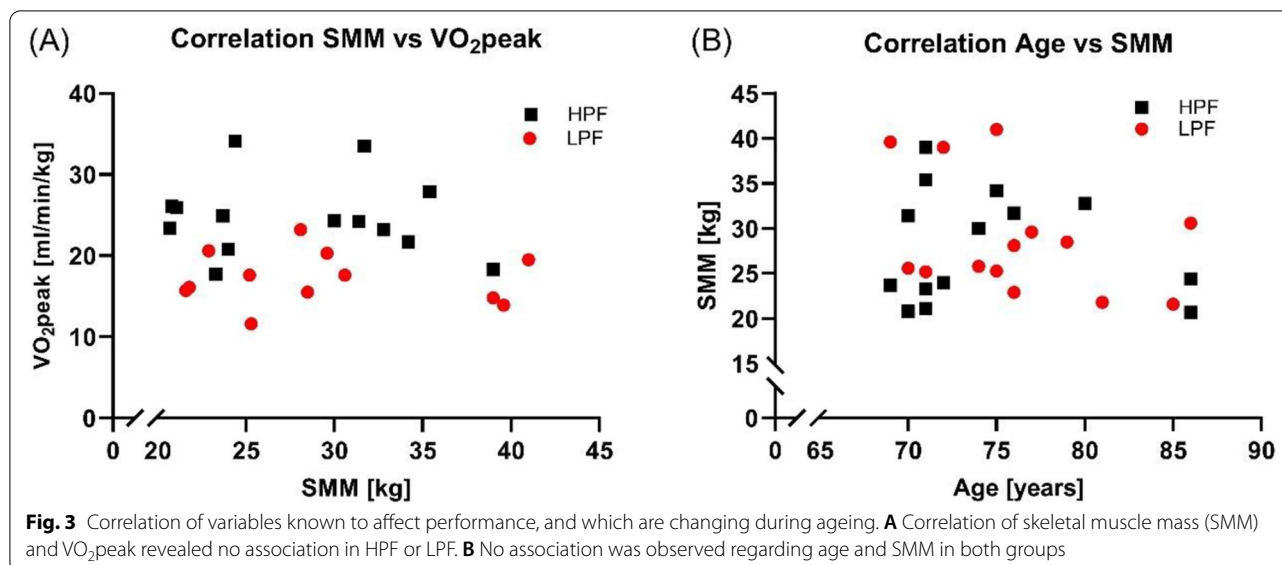 (A)
Correlation SMM vs VO₂peak
HPF
LPF
VO₂peak [ml/min/kg]
40
30
20
10
0
0 20 25 30 35 40 45
SMM [kg]
(B)
Correlation Age vs SMM
HPF
LPF
SMM [kg]
45
40
35
30
25
20
15
0
0 65 70 75 80 85 90
Age [years]
Fig. 3 Correlation of variables known to affect performance, and which are changing during ageing. A Correlation of skeletal muscle mass (SMM)
and VO₂peak revealed no association in HPF or LPF. B No association was observed regarding age and SMM in both groups